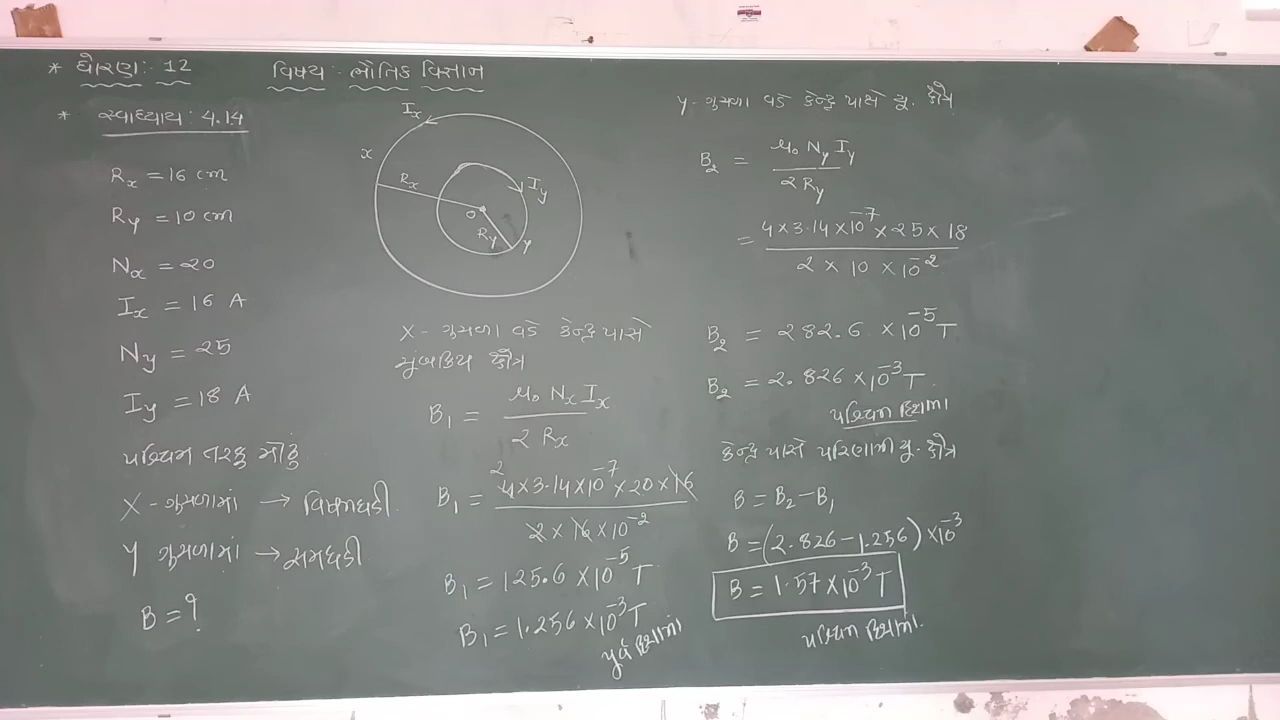 * ધોરણ:- 12
વિષય :- ભૌતિક વિજ્ઞાન
* સ્વાધ્યાય : 4.14
Rx = 16 cm
Ry = 10 cm
Nx = 20
Ix = 16 A
Ny = 25
Iy = 18 A
પશ્ચિમ તરફ મોઢું
X - ગુચળામાં → વિષમઘડી
Y ગુચળામાં → સમઘડી
B = ?
Ix
x
Rx
Iy
O
Ry
y
X - ગુચળા વડે કેન્દ્ર પાસે
ચુંબકિય ક્ષેત્ર
B₁ = μ₀ Nx Ix / 2 Rx
B₁ = 2 4 × 3.14 × 10⁻⁷ × 20 × 16 / 2 × 16 × 10⁻²
B₁ = 125.6 × 10⁻⁵ T
B₁ = 1.256 × 10⁻³ T
પૂર્વ દિશામાં
y - ગુચળા વડે કેન્દ્ર પાસે ચુ. ક્ષેત્ર
B₂ = μ₀ Ny Iy / 2 Ry
= 4 × 3.14 × 10⁻⁷ × 25 × 18 / 2 × 10 × 10⁻²
B₂ = 282.6 × 10⁻⁵ T
B₂ = 2.826 × 10⁻³ T
પશ્ચિમ દિશામાં
કેન્દ્ર પાસે પરિણામી ચુ. ક્ષેત્ર
B = B₂ - B₁
B = (2.826 - 1.256) × 10⁻³
B = 1.57 × 10⁻³ T
પશ્ચિમ દિશામાં.